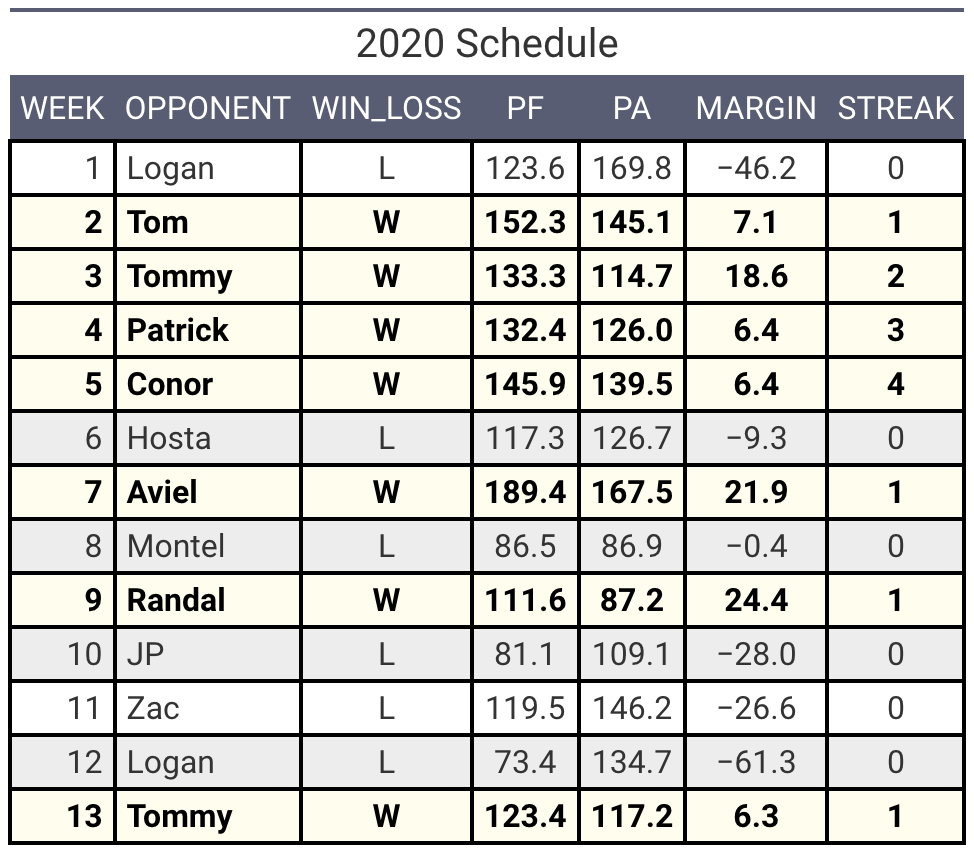 2020 Schedule
WEEK OPPONENT WIN_LOSS PF PA MARGIN STREAK
1 Logan L 123.6 169.8 −46.2 0
2 Tom W 152.3 145.1 7.1 1
3 Tommy W 133.3 114.7 18.6 2
4 Patrick W 132.4 126.0 6.4 3
5 Conor W 145.9 139.5 6.4 4
6 Hosta L 117.3 126.7 −9.3 0
7 Aviel W 189.4 167.5 21.9 1
8 Montel L 86.5 86.9 −0.4 0
9 Randal W 111.6 87.2 24.4 1
10 JP L 81.1 109.1 −28.0 0
11 Zac L 119.5 146.2 −26.6 0
12 Logan L 73.4 134.7 −61.3 0
13 Tommy W 123.4 117.2 6.3 1